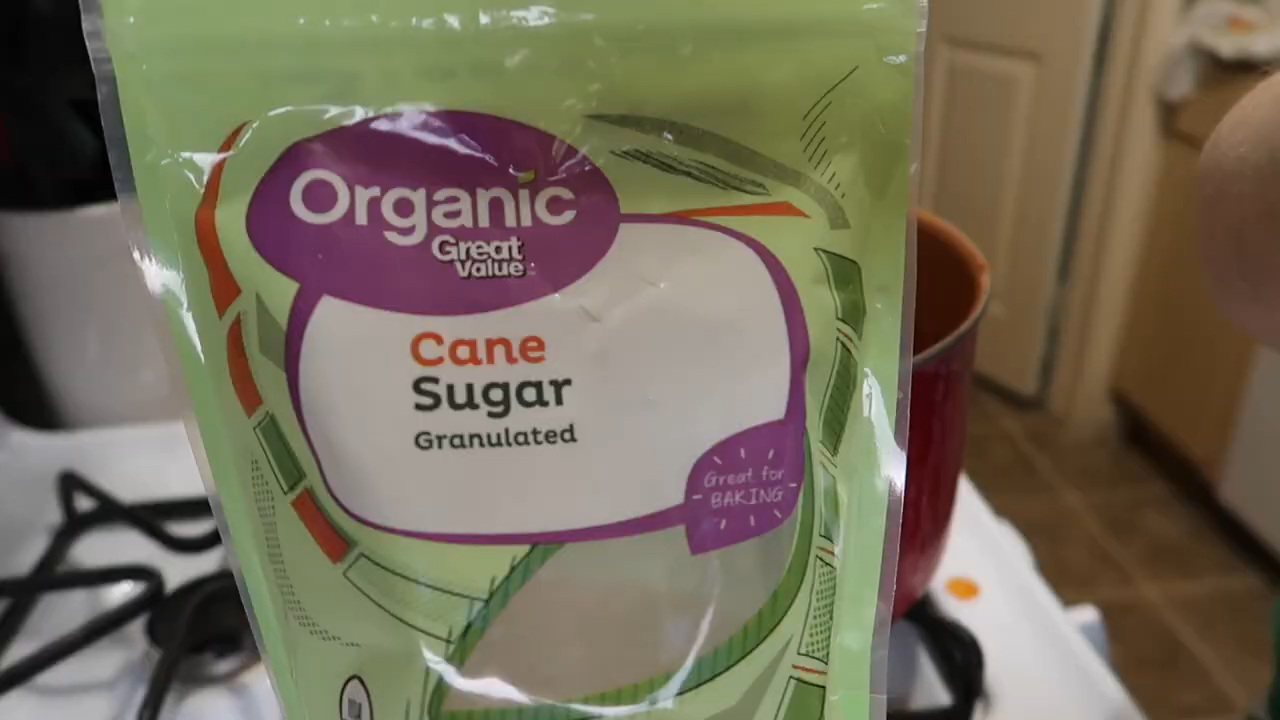 Organic
Great
Value
Cane
Sugar
Granulated
Great for
BAKING